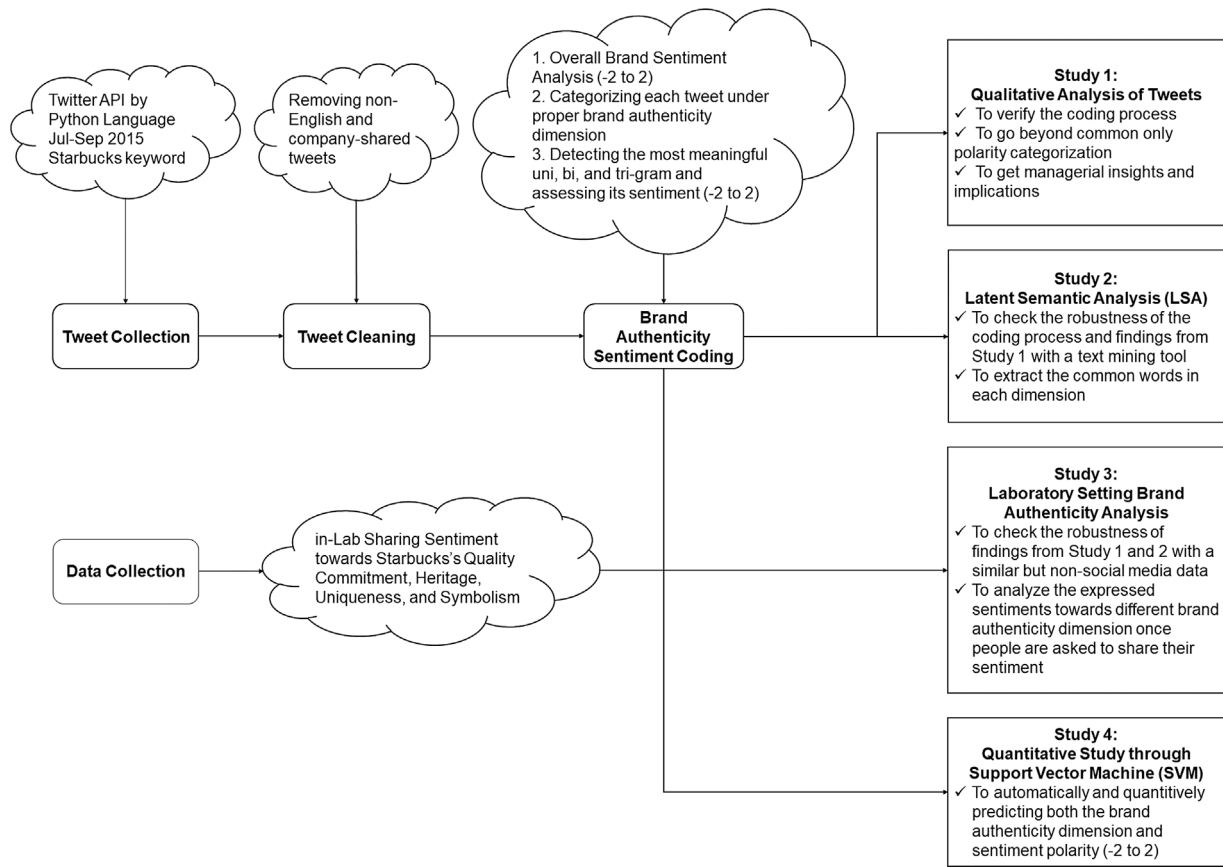 Twitter API by
Python Language
Jul-Sep 2015
Starbucks keyword
Removing non-
English and
company-shared
tweets
1. Overall Brand Sentiment
Analysis (-2 to 2)
2. Categorizing each tweet under
proper brand authenticity
dimension
3. Detecting the most meaningful
uni, bi, and tri-gram and
assessing its sentiment (-2 to 2)
Study 1:
Qualitative Analysis of Tweets
✓ To verify the coding process
✓ To go beyond common only
polarity categorization
✓ To get managerial insights and
implications
Tweet Collection
Tweet Cleaning
Brand
Authenticity
Sentiment Coding
Study 2:
Latent Semantic Analysis (LSA)
✓ To check the robustness of the
coding process and findings from
Study 1 with a text mining tool
✓ To extract the common words in
each dimension
Data Collection
in-Lab Sharing Sentiment
towards Starbucks's Quality
Commitment, Heritage,
Uniqueness, and Symbolism
Study 3:
Laboratory Setting Brand
Authenticity Analysis
✓ To check the robustness of
findings from Study 1 and 2 with a
similar but non-social media data
✓ To analyze the expressed
sentiments towards different brand
authenticity dimension once
people are asked to share their
sentiment
Study 4:
Quantitative Study through
Support Vector Machine (SVM)
✓ To automatically and quantitively
predicting both the brand
authenticity dimension and
sentiment polarity (-2 to 2)